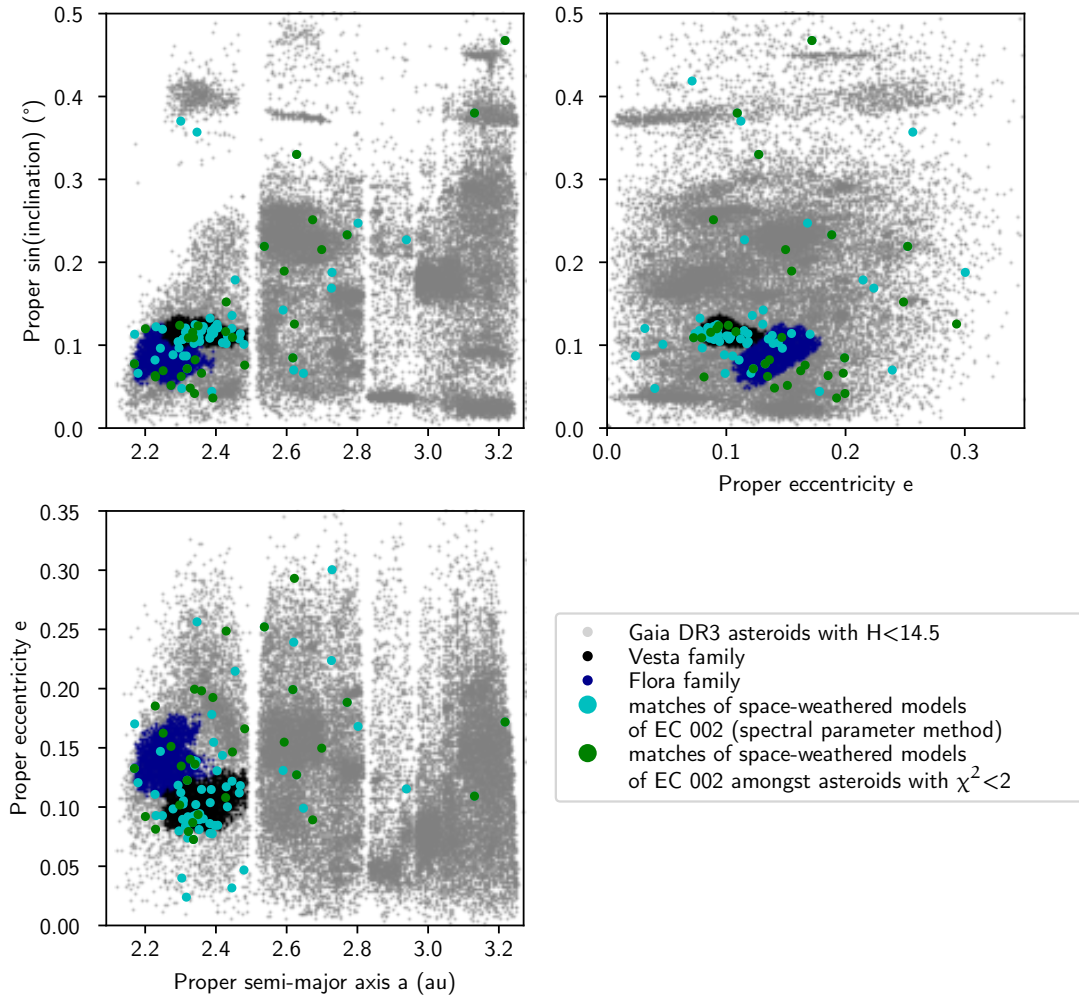 0.5
0.4
0.3
0.2
0.1
0.0
Proper sin(inclination) (°)
2.2 2.4 2.6 2.8 3.0 3.2
0.5
0.4
0.3
0.2
0.1
0.0
0.0 0.1 0.2 0.3
Proper eccentricity e
0.35
0.30
0.25
0.20
0.15
0.10
0.05
0.00
Proper eccentricity e
2.2 2.4 2.6 2.8 3.0 3.2
Proper semi-major axis a (au)
Gaia DR3 asteroids with H<14.5
Vesta family
Flora family
matches of space-weathered models
of EC 002 (spectral parameter method)
matches of space-weathered models
of EC 002 amongst asteroids with χ²<2